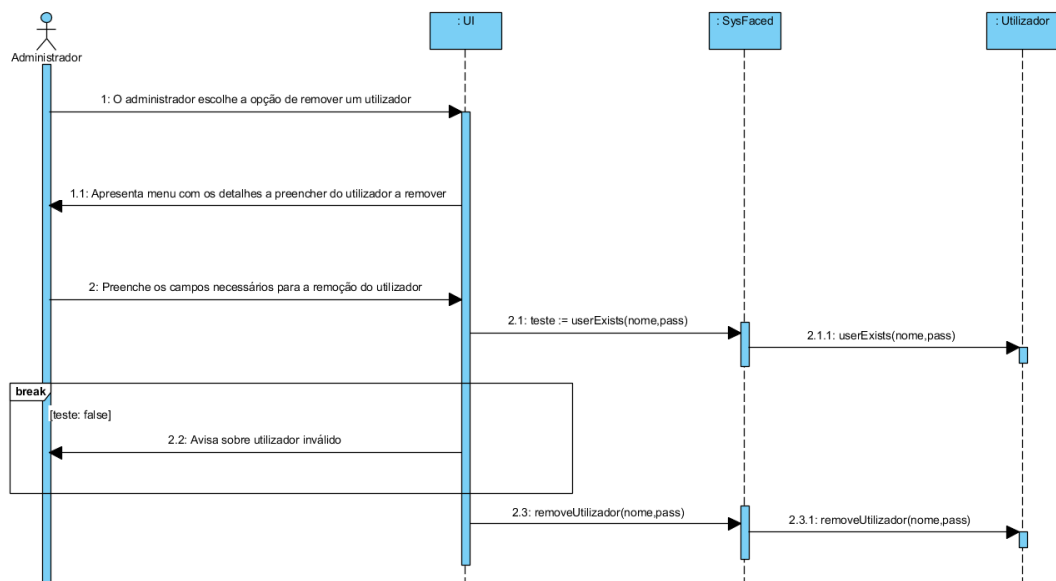 : UI
: SysFaced
: Utilizador
Administrador
1: O administrador escolhe a opção de remover um utilizador
1.1: Apresenta menu com os detalhes a preencher do utilizador a remover
2: Preenche os campos necessários para a remoção do utilizador
2.1: teste := userExists(nome,pass)
2.1.1: userExists(nome,pass)
break
[teste: false]
2.2: Avisa sobre utilizador inválido
2.3: removeUtilizador(nome,pass)
2.3.1: removeUtilizador(nome,pass)